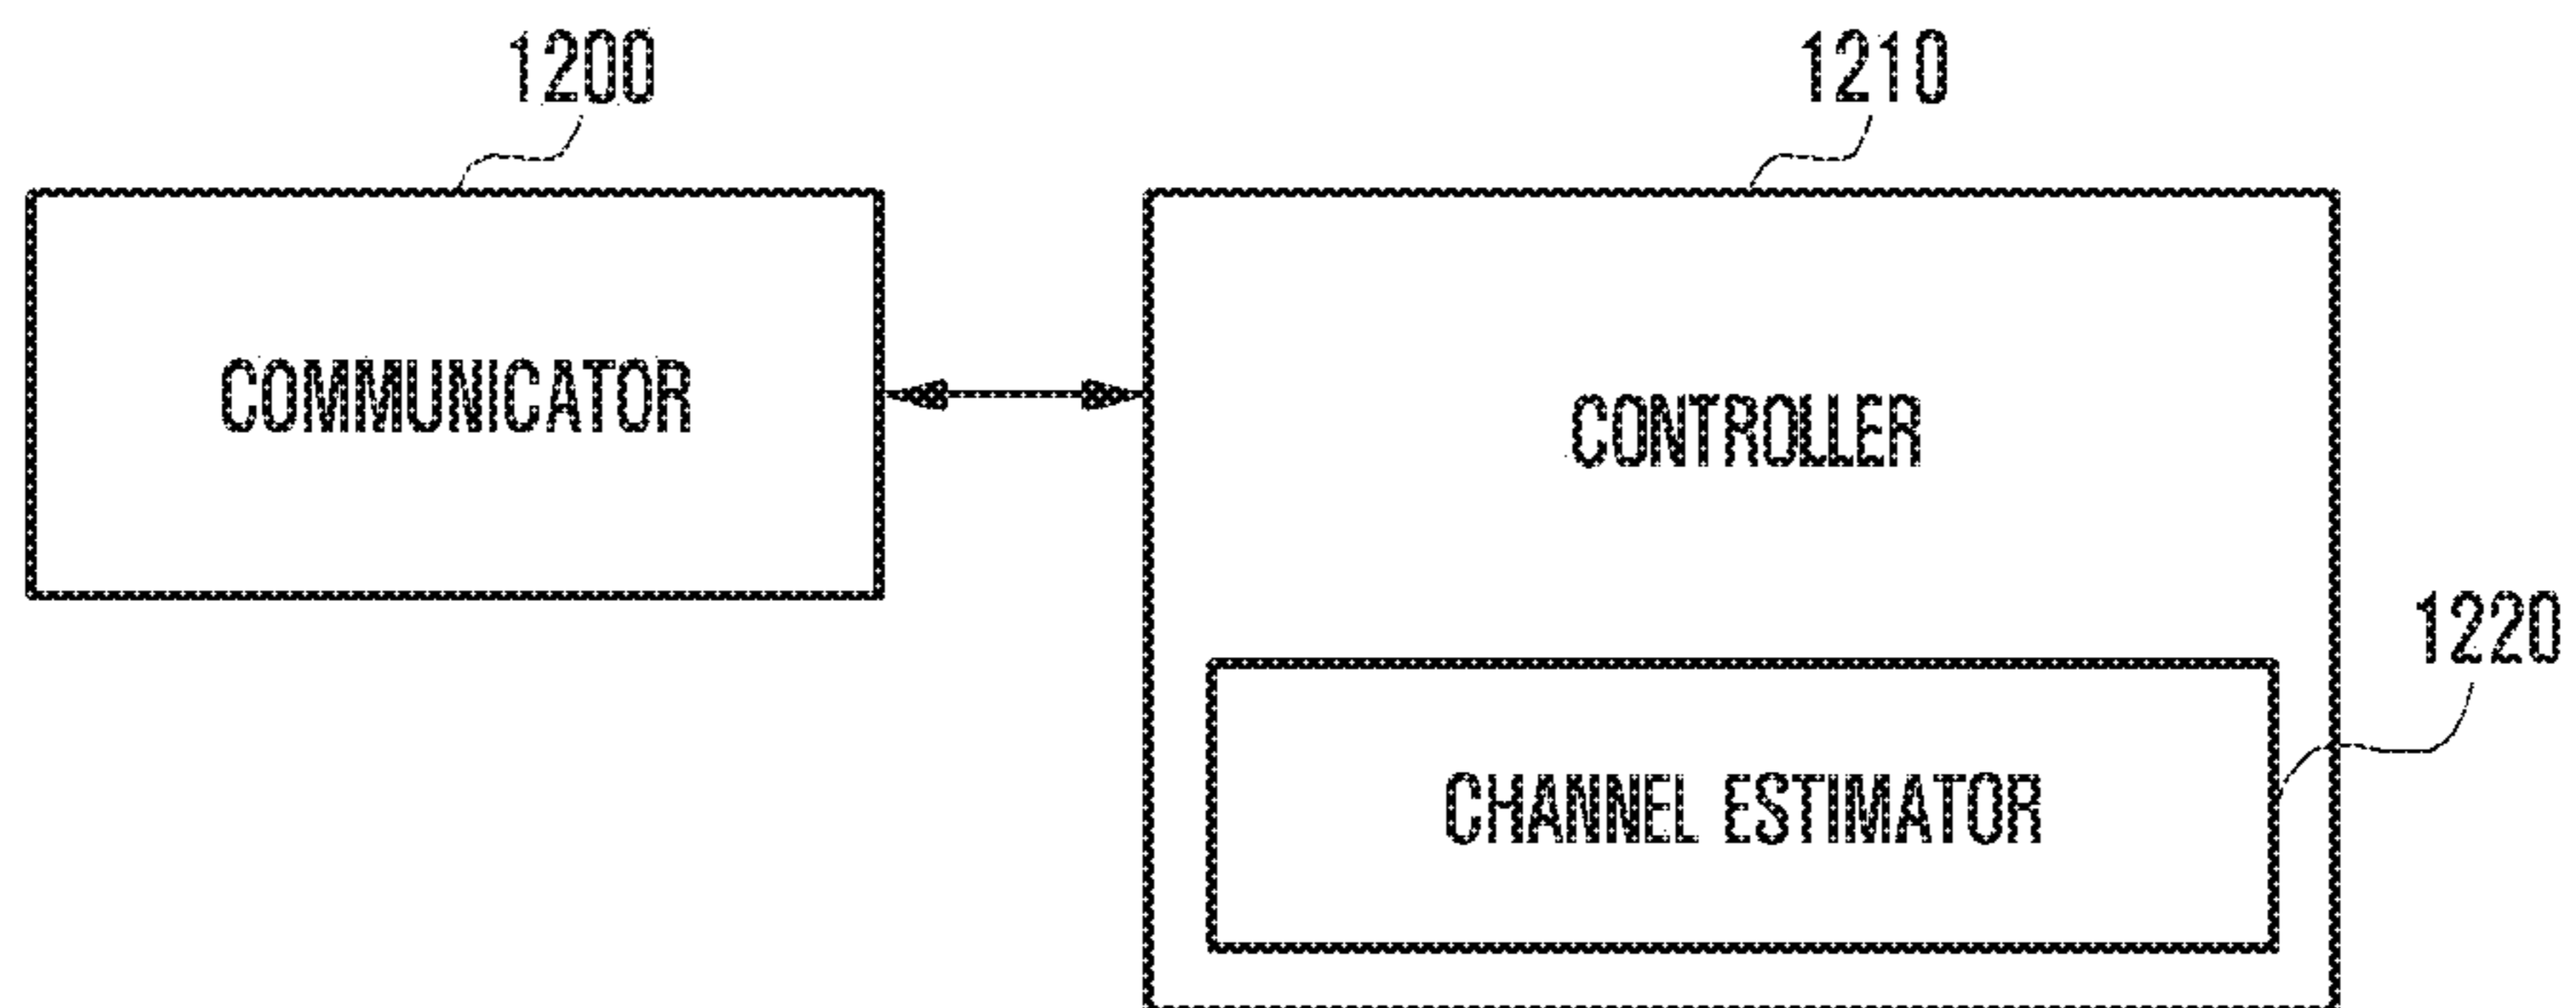 1200
1210
COMMUNICATOR
CONTROLLER
1220
CHANNEL ESTIMATOR